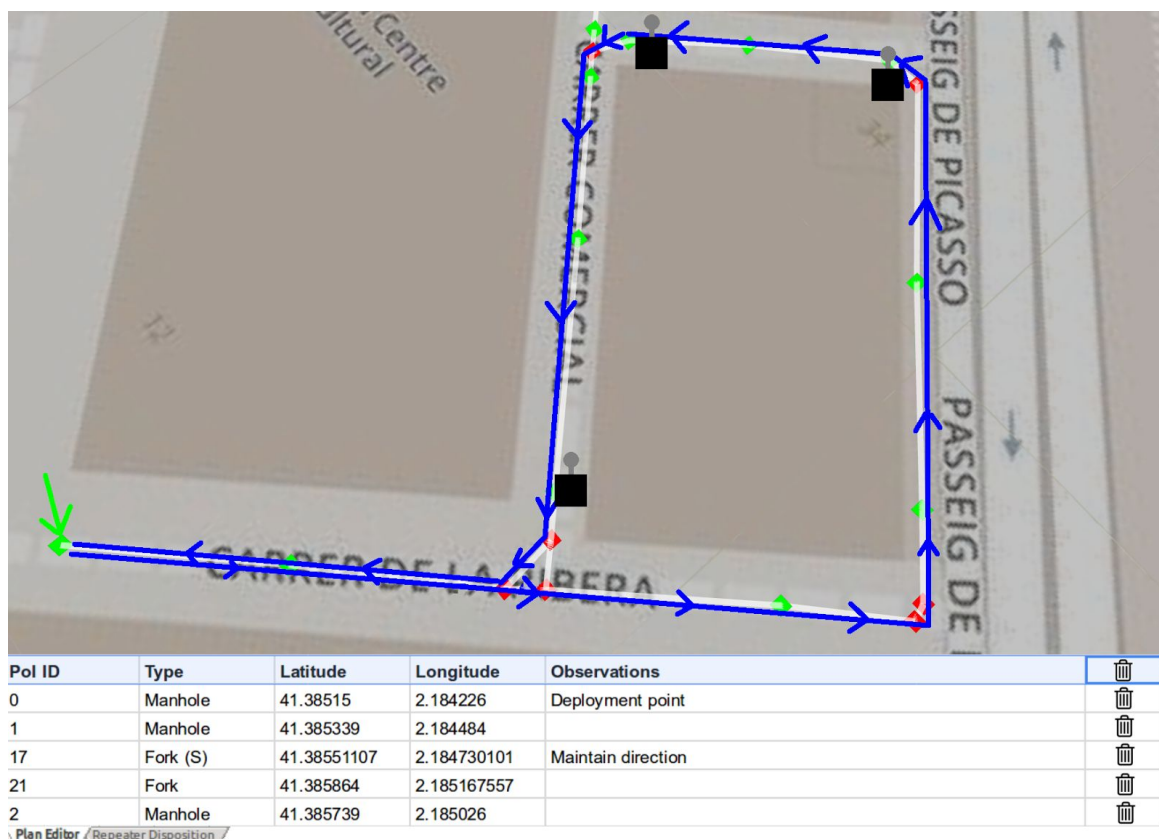 Centre
Cultural
CARRER COMERCIAL
PASSEIG DE PICASSO
34
12
PASSEIG DE
CARRER DE LA RIBERA
Pol ID Type Latitude Longitude Observations
0 Manhole 41.38515 2.184226 Deployment point
1 Manhole 41.385339 2.184484
17 Fork (S) 41.38551107 2.184730101 Maintain direction
21 Fork 41.385864 2.185167557
2 Manhole 41.385739 2.185026
Plan Editor Repeater Disposition